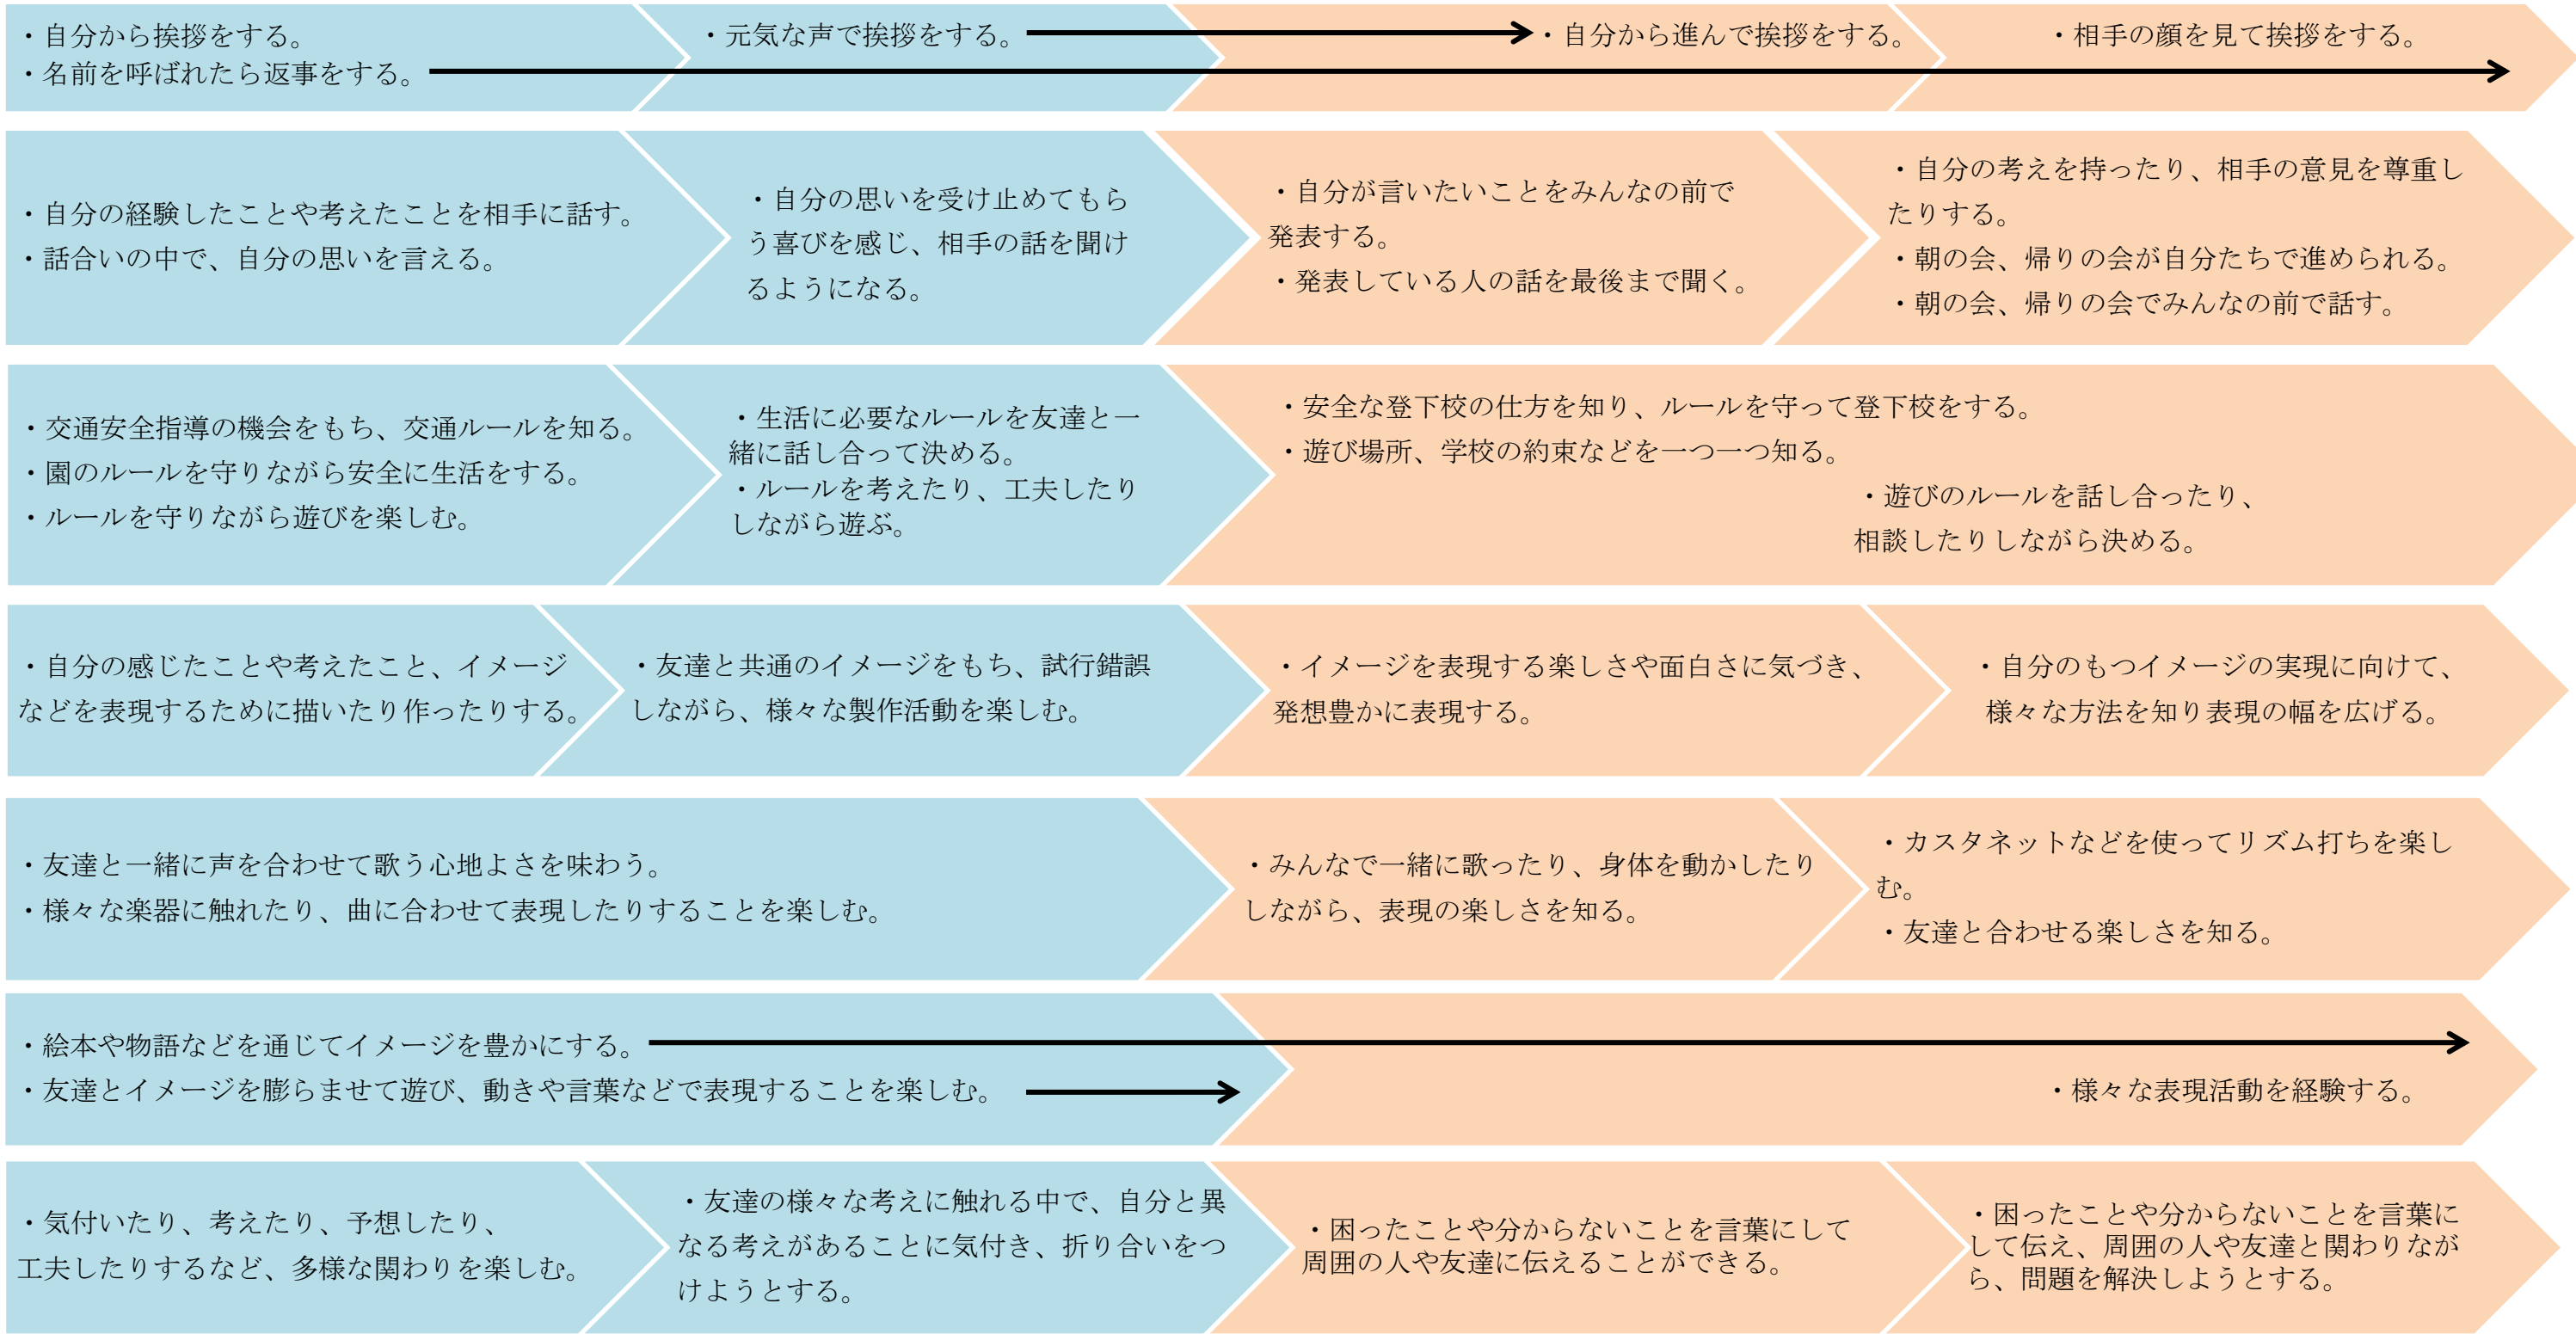 ・自分から挨拶をする。
・名前を呼ばれたら返事をする。
・元気な声で挨拶をする。
・自分から進んで挨拶をする。
・相手の顔を見て挨拶をする。
・自分の経験したことや考えたことを相手に話す。
・話合いの中で、自分の思いを言える。
・自分の思いを受け止めてもら
う喜びを感じ、相手の話を聞け
るようになる。
・自分が言いたいことをみんなの前で
発表する。
・発表している人の話を最後まで聞く。
・自分の考えを持ったり、相手の意見を尊重し
たりする。
・朝の会、帰りの会が自分たちで進められる。
・朝の会、帰りの会でみんなの前で話す。
・交通安全指導の機会をもち、交通ルールを知る。
・園のルールを守りながら安全に生活をする。
・ルールを守りながら遊びを楽しむ。
・生活に必要なルールを友達と一
緒に話し合って決める。
・ルールを考えたり、工夫したり
しながら遊ぶ。
・安全な登下校の仕方を知り、ルールを守って登下校をする。
・遊び場所、学校の約束などを一つ一つ知る。
・遊びのルールを話し合ったり、
相談したりしながら決める。
・自分の感じたことや考えたこと、イメージ
などを表現するために描いたり作ったりする。
・友達と共通のイメージをもち、試行錯誤
しながら、様々な製作活動を楽しむ。
・イメージを表現する楽しさや面白さに気づき、
発想豊かに表現する。
・自分のもつイメージの実現に向けて、
様々な方法を知り表現の幅を広げる。
・友達と一緒に声を合わせて歌う心地よさを味わう。
・様々な楽器に触れたり、曲に合わせて表現したりすることを楽しむ。
・みんなで一緒に歌ったり、身体を動かしたり
しながら、表現の楽しさを知る。
・カスタネットなどを使ってリズム打ちを楽し
む。
・友達と合わせる楽しさを知る。
・絵本や物語などを通じてイメージを豊かにする。
・友達とイメージを膨らませて遊び、動きや言葉などで表現することを楽しむ。
・様々な表現活動を経験する。
・気付いたり、考えたり、予想したり、
工夫したりするなど、多様な関わりを楽しむ。
・友達の様々な考えに触れる中で、自分と異
なる考えがあることに気付き、折り合いをつ
けようとする。
・困ったことや分からないことを言葉にして
周囲の人や友達に伝えることができる。
・困ったことや分からないことを言葉に
して伝え、周囲の人や友達と関わりなが
ら、問題を解決しようとする。